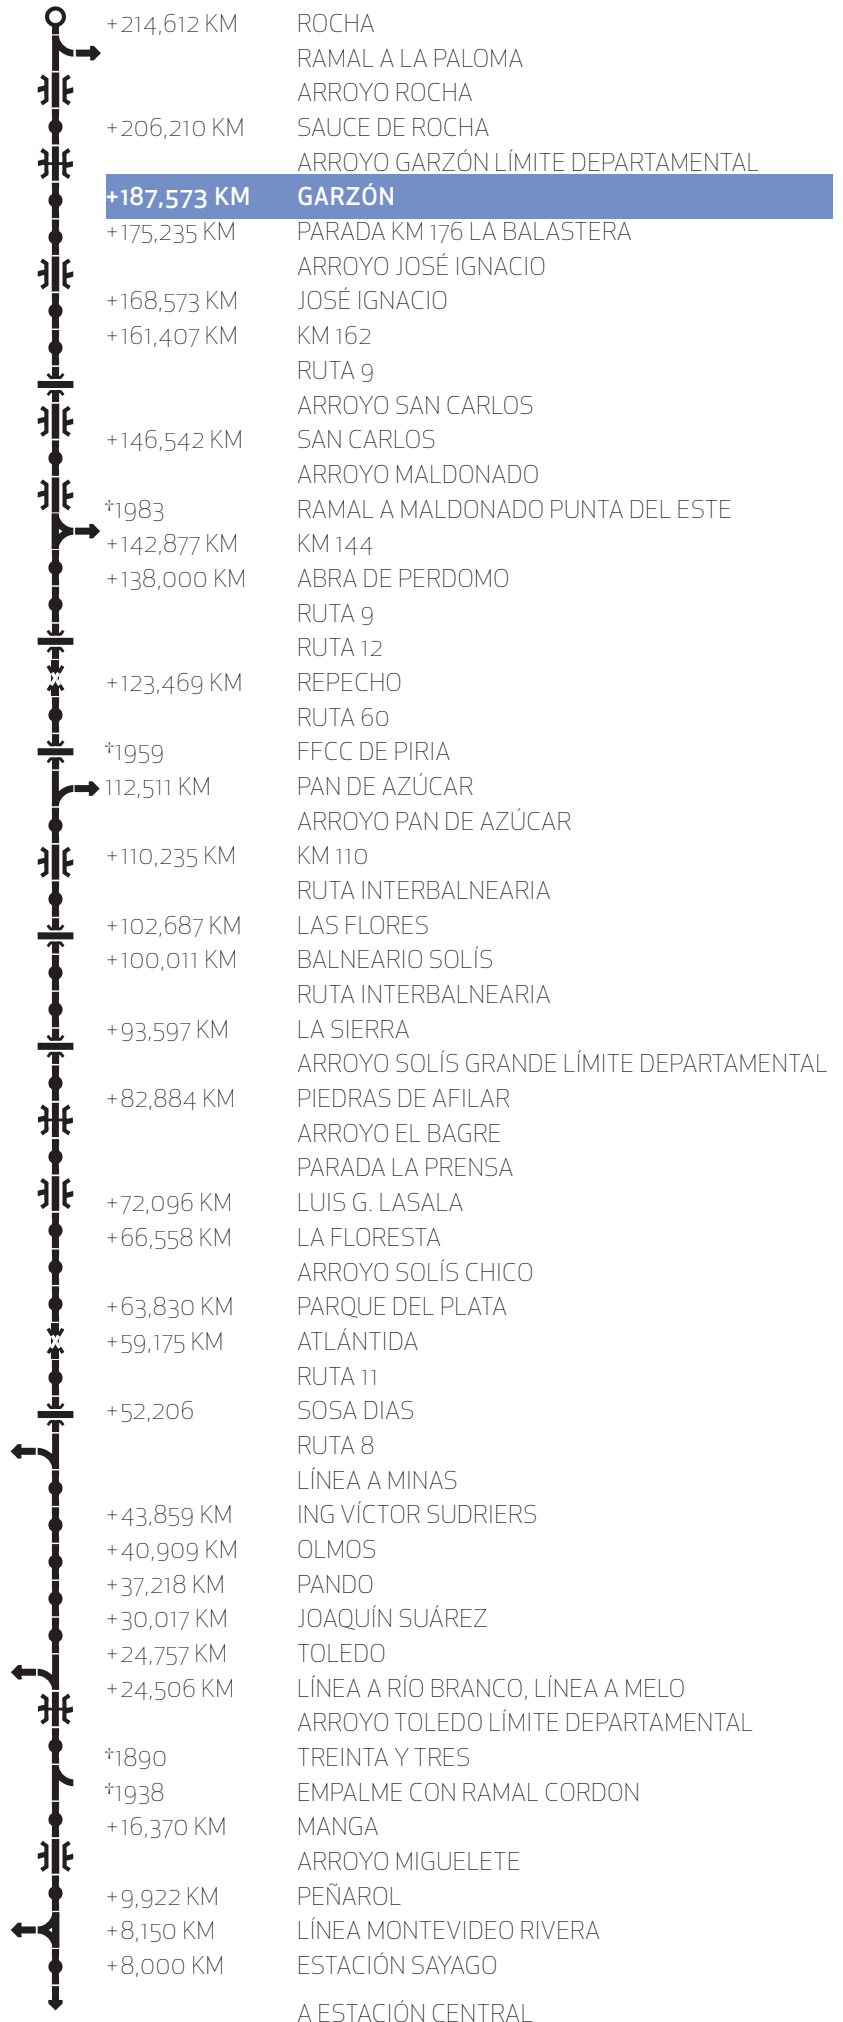 +214,612 KM ROCHA
RAMAL A LA PALOMA
ARROYO ROCHA
+206,210 KM SAUCE DE ROCHA
ARROYO GARZÓN LÍMITE DEPARTAMENTAL
+187,573 KM GARZÓN
+175,235 KM PARADA KM 176 LA BALASTERA
ARROYO JOSÉ IGNACIO
+168,573 KM JOSÉ IGNACIO
+161,407 KM KM 162
RUTA 9
ARROYO SAN CARLOS
+146,542 KM SAN CARLOS
ARROYO MALDONADO
†1983 RAMAL A MALDONADO PUNTA DEL ESTE
+142,877 KM KM 144
+138,000 KM ABRA DE PERDOMO
RUTA 9
RUTA 12
+123,469 KM REPECHO
RUTA 60
†1959 FFCC DE PIRIA
112,511 KM PAN DE AZÚCAR
ARROYO PAN DE AZÚCAR
+110,235 KM KM 110
RUTA INTERBALNEARIA
+102,687 KM LAS FLORES
+100,011 KM BALNEARIO SOLÍS
RUTA INTERBALNEARIA
+93,597 KM LA SIERRA
ARROYO SOLÍS GRANDE LÍMITE DEPARTAMENTAL
+82,884 KM PIEDRAS DE AFILAR
ARROYO EL BAGRE
PARADA LA PRENSA
+72,096 KM LUIS G. LASALA
+66,558 KM LA FLORESTA
ARROYO SOLÍS CHICO
+63,830 KM PARQUE DEL PLATA
+59,175 KM ATLÁNTIDA
RUTA 11
+52,206 SOSA DIAS
RUTA 8
LÍNEA A MINAS
+43,859 KM ING VÍCTOR SUDRIERS
+40,909 KM OLMOS
+37,218 KM PANDO
+30,017 KM JOAQUÍN SUÁREZ
+24,757 KM TOLEDO
+24,506 KM LÍNEA A RÍO BRANCO, LÍNEA A MELO
ARROYO TOLEDO LÍMITE DEPARTAMENTAL
†1890 TREINTA Y TRES
†1938 EMPALME CON RAMAL CORDON
+16,370 KM MANGA
ARROYO MIGUELETE
+9,922 KM PEÑAROL
+8,150 KM LÍNEA MONTEVIDEO RIVERA
+8,000 KM ESTACIÓN SAYAGO
A ESTACIÓN CENTRAL